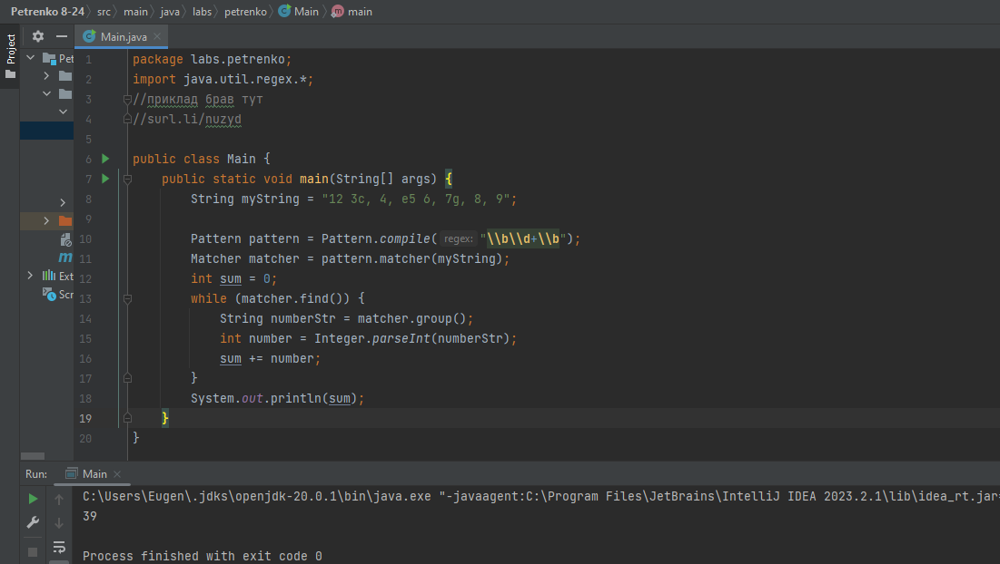 Petrenko 8-24 src main java labs petrenko Main main
Project
Main.java
Pet
m
Ext
Scr
1 package labs.petrenko;
2 import java.util.regex.*;
3 //приклад брав тут
4 //surl.li/nuzyd
5
6 public class Main {
7 public static void main(String[] args) {
8 String myString = "12 3c, 4, e5 6, 7g, 8, 9";
9
10 Pattern pattern = Pattern.compile( regex: "\\b\\d+\\b");
11 Matcher matcher = pattern.matcher(myString);
12 int sum = 0;
13 while (matcher.find()) {
14 String numberStr = matcher.group();
15 int number = Integer.parseInt(numberStr);
16 sum += number;
17 }
18 System.out.println(sum);
19 }
20 }
Run: Main
C:\Users\Eugen\.jdks\openjdk-20.0.1\bin\java.exe "-javaagent:C:\Program Files\JetBrains\IntelliJ IDEA 2023.2.1\lib\idea_rt.jar=
39
Process finished with exit code 0